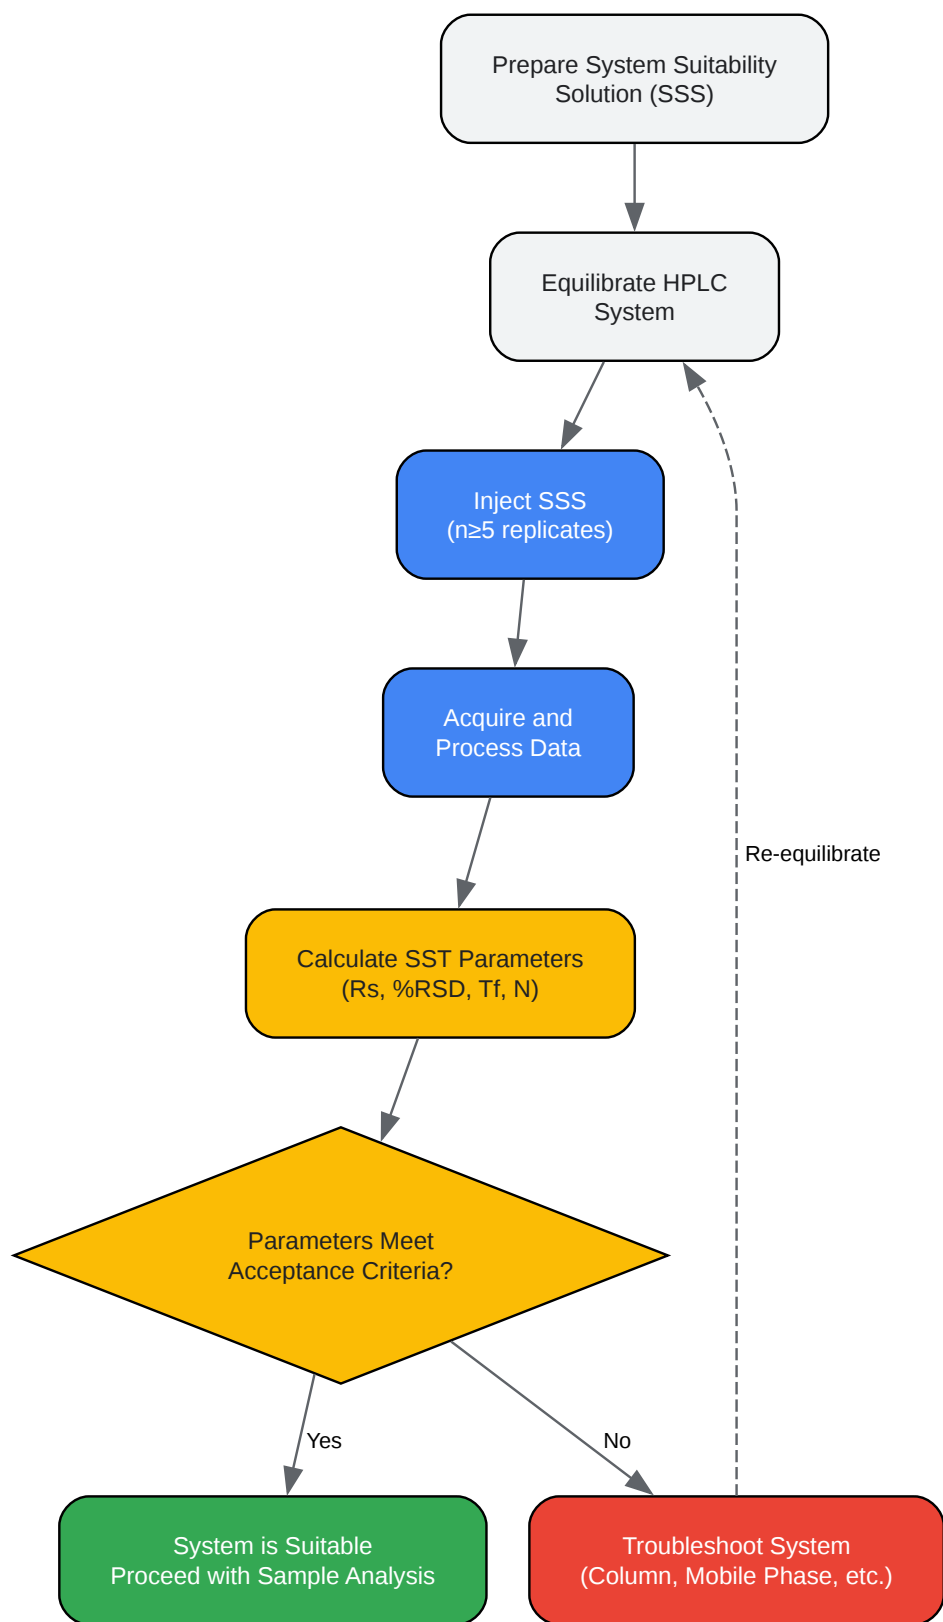 Prepare System Suitability
Solution (SSS)
Equilibrate HPLC
System
Inject SSS
(n≥5 replicates)
Acquire and
Process Data
Re-equilibrate
Calculate SST Parameters
(Rs, %RSD, Tf, N)
Parameters Meet
Acceptance Criteria?
Yes
No
System is Suitable
Proceed with Sample Analysis
Troubleshoot System
(Column, Mobile Phase, etc.)